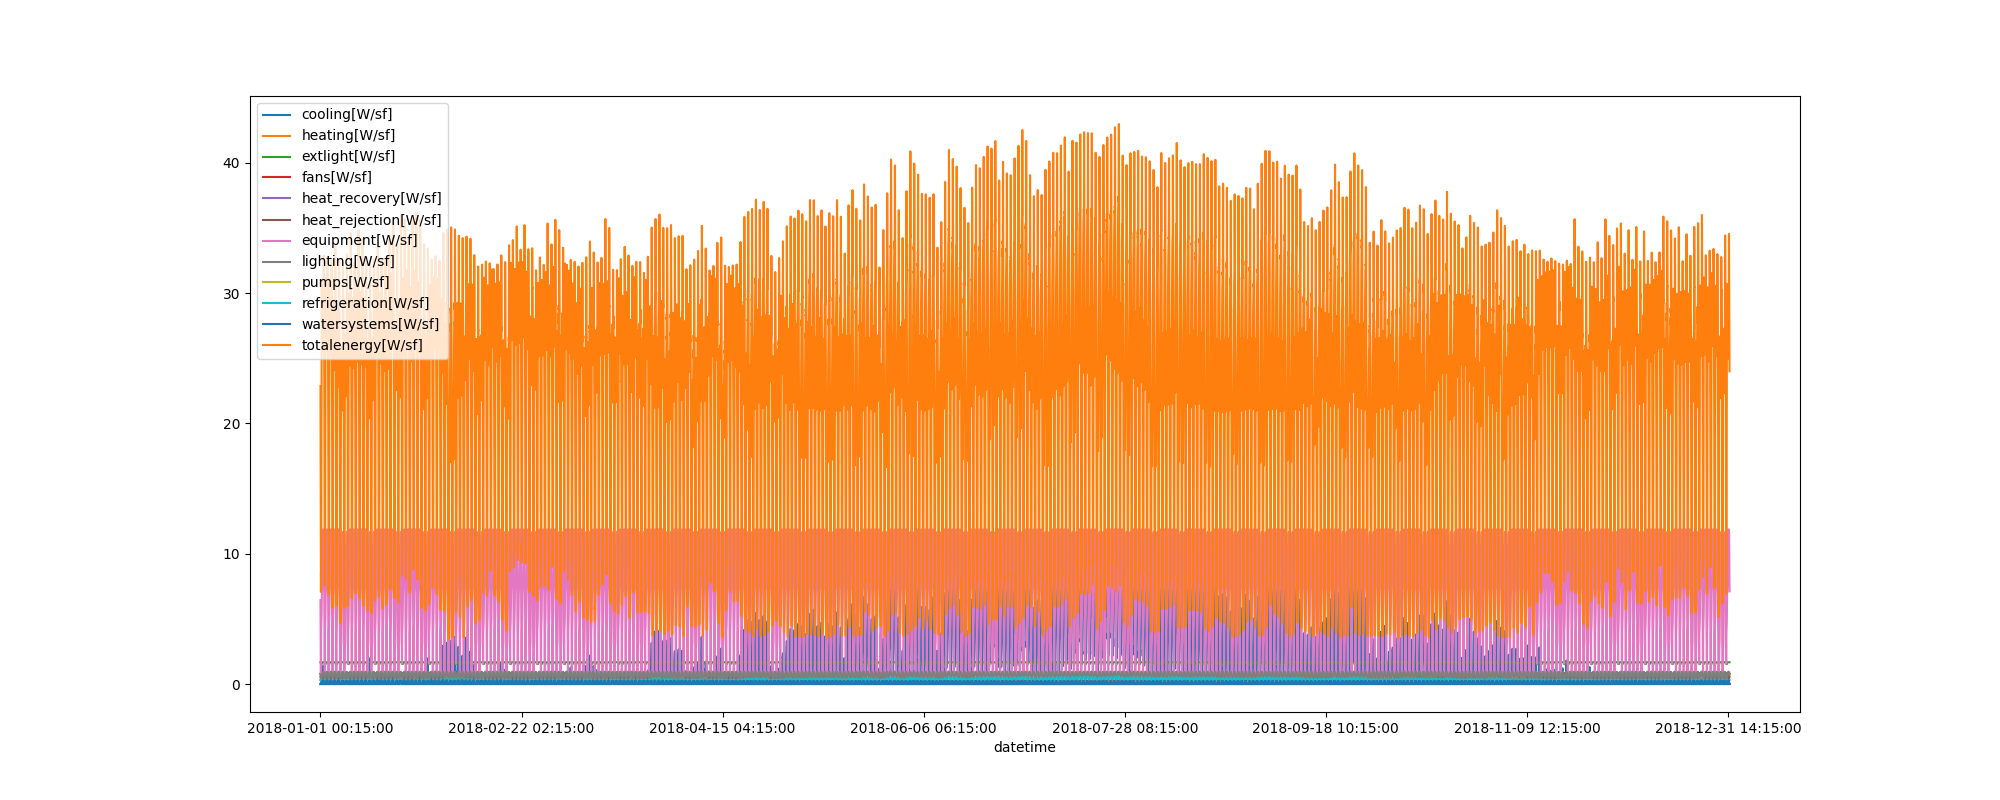 cooling[W/sf]
heating[W/sf]
extlight[W/sf]
fans[W/sf]
heat_recovery[W/sf]
heat_rejection[W/sf]
equipment[W/sf]
lighting[W/sf]
pumps[W/sf]
refrigeration[W/sf]
watersystems[W/sf]
totalenergy[W/sf]
40
30
20
10
0
2018-01-01 00:15:00 2018-02-22 02:15:00 2018-04-15 04:15:00 2018-06-06 06:15:00 2018-07-28 08:15:00 2018-09-18 10:15:00 2018-11-09 12:15:00 2018-12-31 14:15:00
datetime